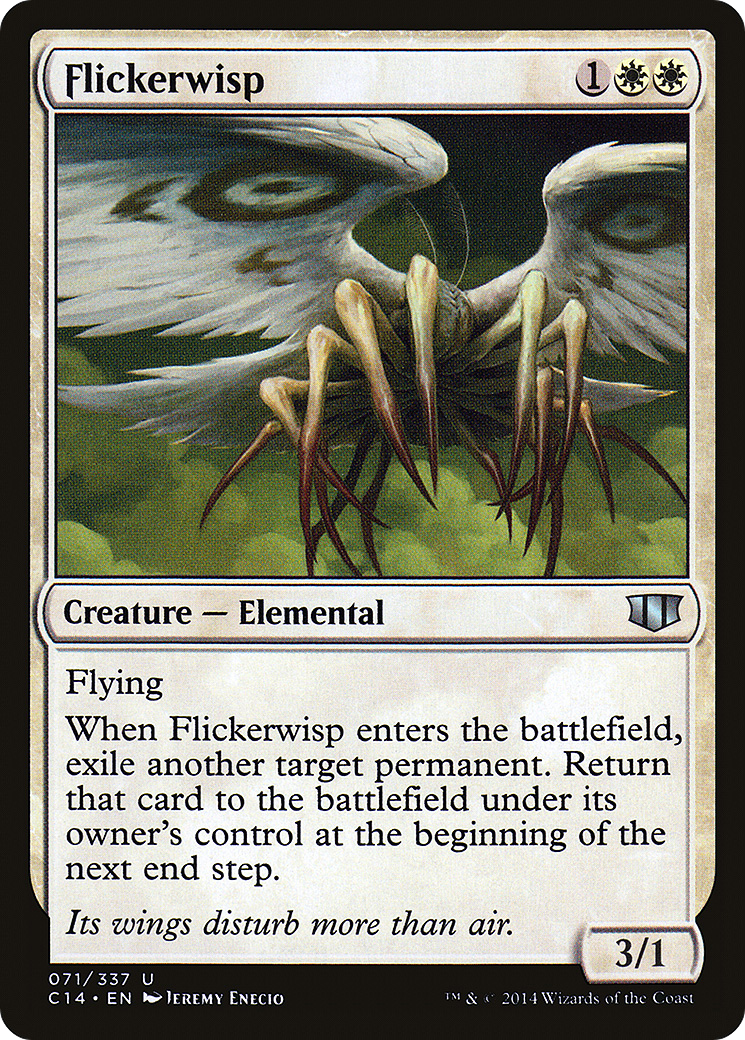 Flickerwisp 1
Creature — Elemental
Flying
When Flickerwisp enters the battlefield,
exile another target permanent. Return
that card to the battlefield under its
owner's control at the beginning of the
next end step.
Its wings disturb more than air.
3/1
071/337 U
C14 • EN Jeremy Enecio
™ & © 2014 Wizards of the Coast